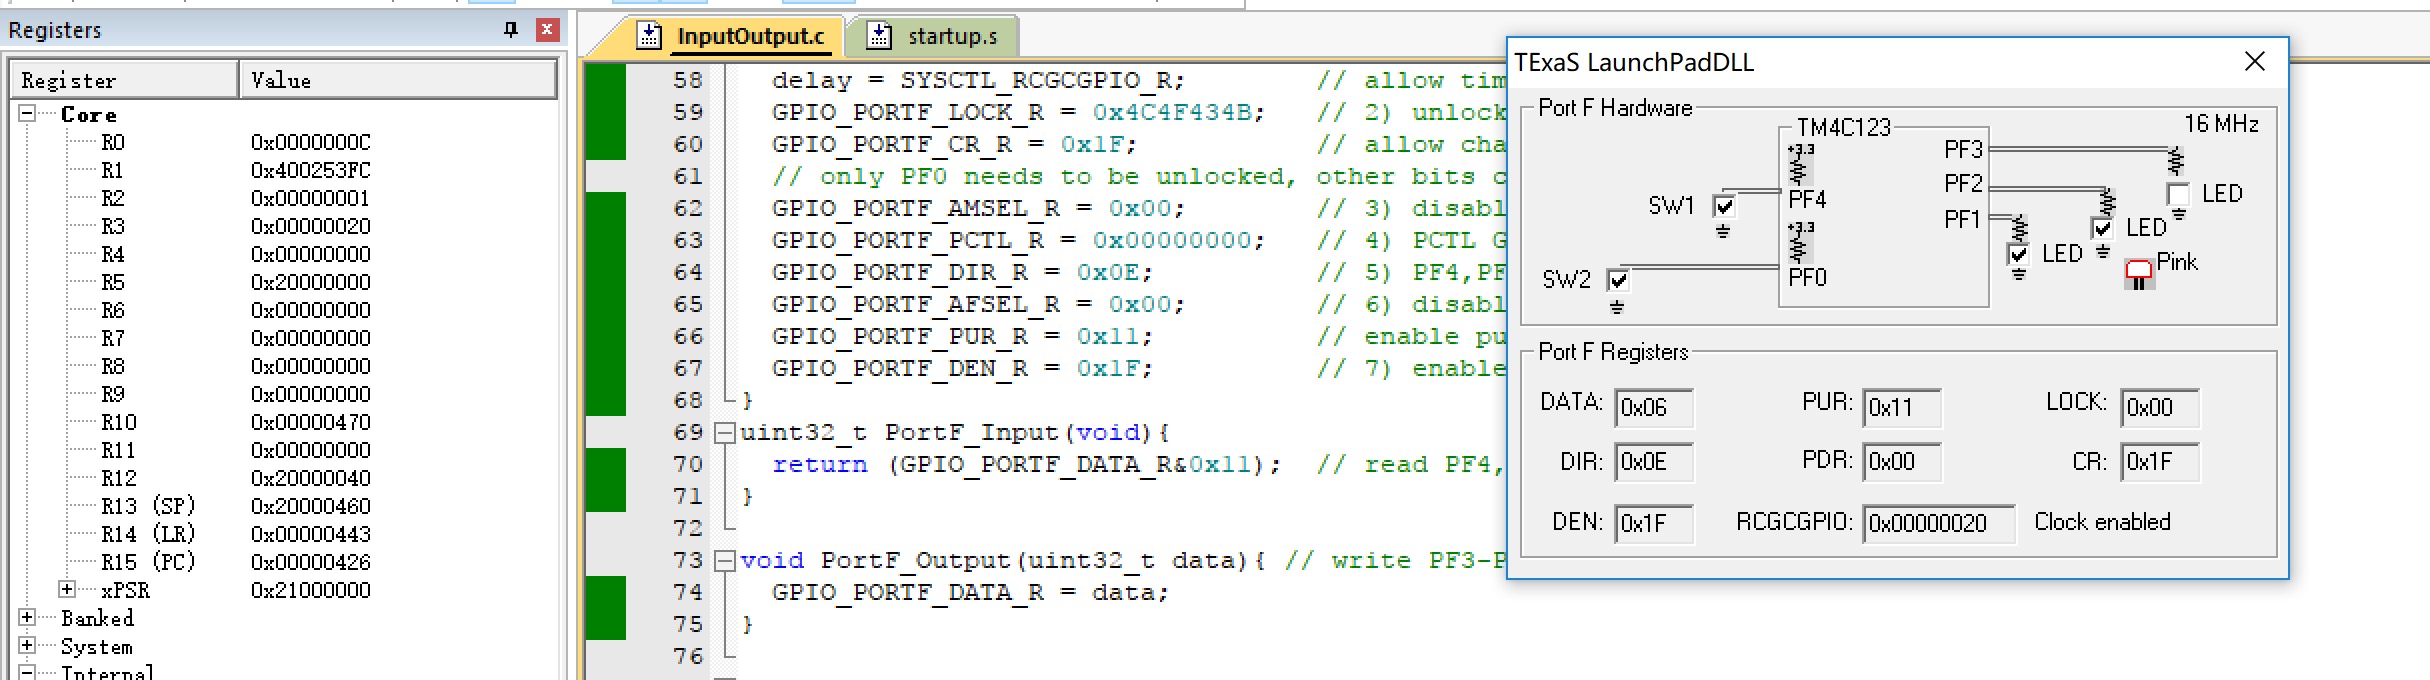 Registers
Register Value
Core
R0 0x0000000C
R1 0x400253FC
R2 0x00000001
R3 0x00000020
R4 0x00000000
R5 0x20000000
R6 0x00000000
R7 0x00000000
R8 0x00000000
R9 0x00000000
R10 0x00000470
R11 0x00000000
R12 0x20000040
R13 (SP) 0x20000460
R14 (LR) 0x00000443
R15 (PC) 0x00000426
xPSR 0x21000000
Banked
System
Internal
InputOutput.c startup.s
58 delay = SYSCTL_RCGCGPIO_R; // allow tim
59 GPIO_PORTF_LOCK_R = 0x4C4F434B; // 2) unlock
60 GPIO_PORTF_CR_R = 0x1F; // allow cha
61 // only PF0 needs to be unlocked, other bits c
62 GPIO_PORTF_AMSEL_R = 0x00; // 3) disabl
63 GPIO_PORTF_PCTL_R = 0x00000000; // 4) PCTL G
64 GPIO_PORTF_DIR_R = 0x0E; // 5) PF4,PF
65 GPIO_PORTF_AFSEL_R = 0x00; // 6) disabl
66 GPIO_PORTF_PUR_R = 0x11; // enable pu
67 GPIO_PORTF_DEN_R = 0x1F; // 7) enable
68 }
69 uint32_t PortF_Input(void){
70 return (GPIO_PORTF_DATA_R&0x11); // read PF4,
71 }
72
73 void PortF_Output(uint32_t data){ // write PF3-P
74 GPIO_PORTF_DATA_R = data;
75 }
76
TExaS LaunchPadDLL
Port F Hardware
16 MHz
TM4C123
+3.3
PF3
PF2
LED
SW1
PF4
PF1
+3.3
LED
LED
Pink
SW2
PF0
Port F Registers
DATA: 0x06 PUR: 0x11 LOCK: 0x00
DIR: 0x0E PDR: 0x00 CR: 0x1F
DEN: 0x1F RCGCGPIO: 0x00000020 Clock enabled